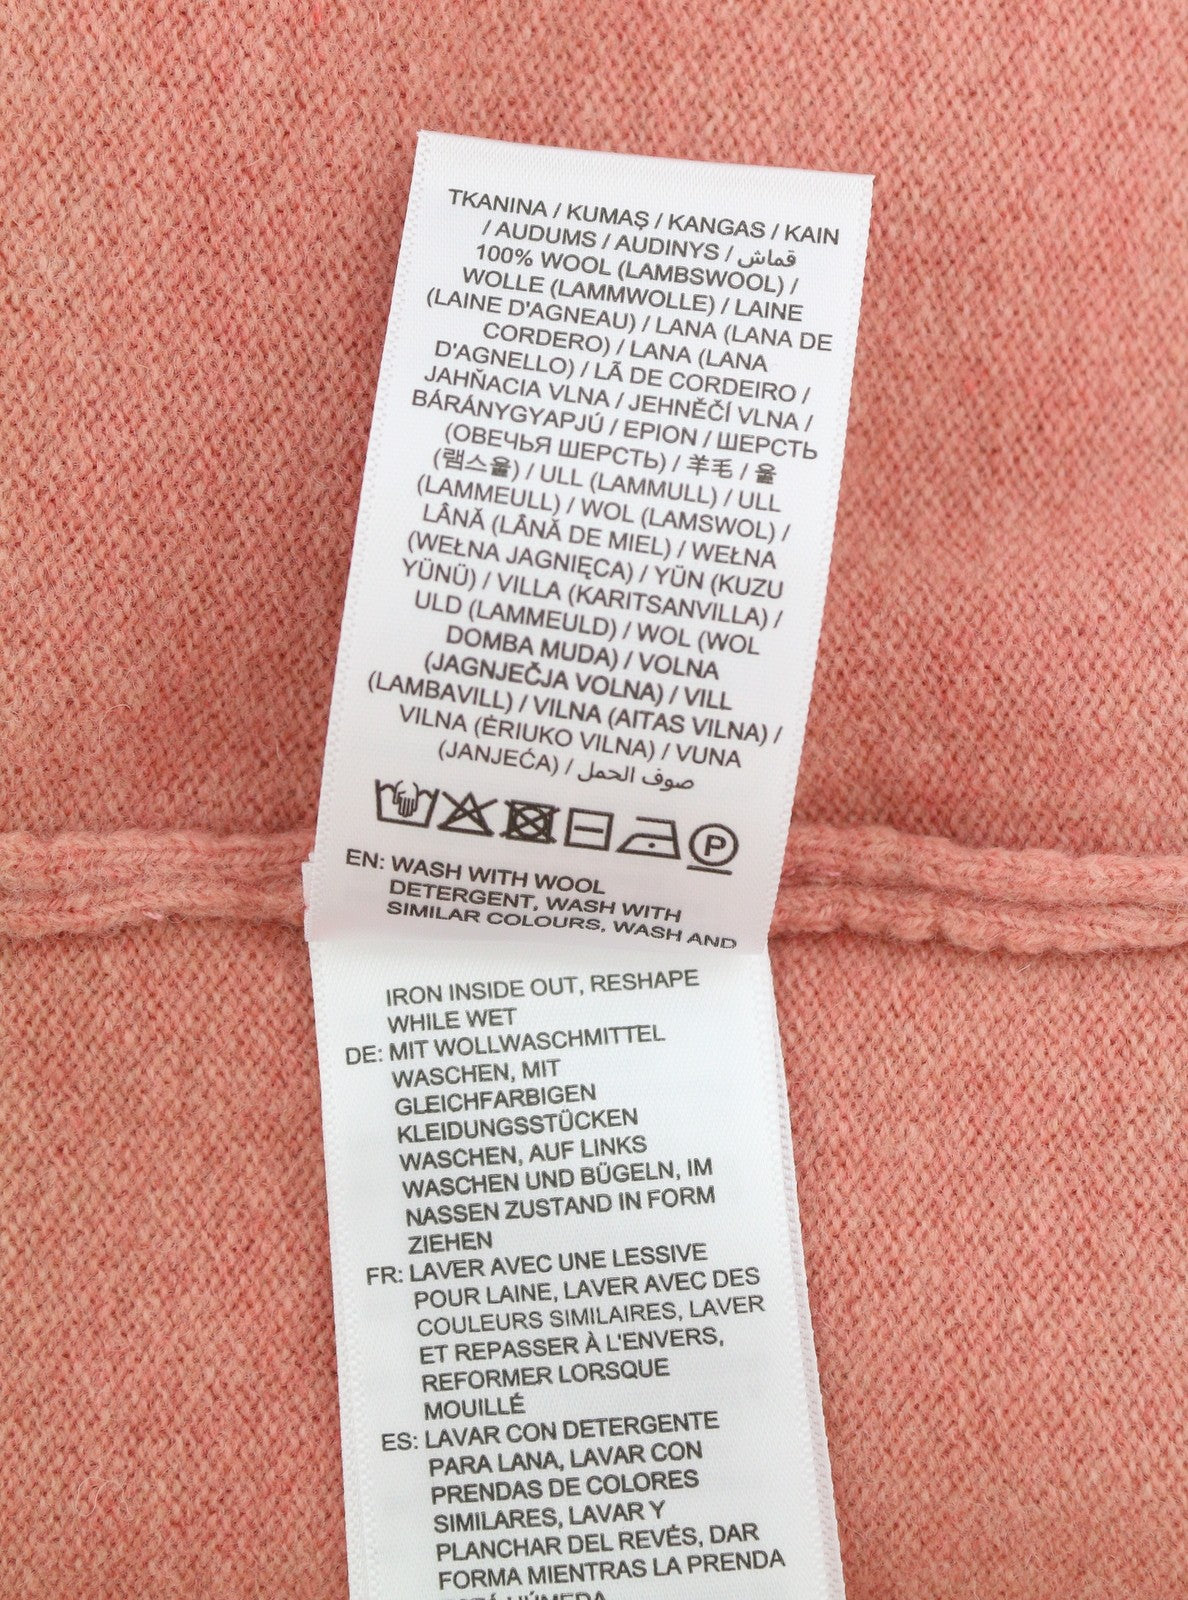 TKANINA / KUMAŞ / KANGAS / KAIN
/ AUDUMS / AUDINYS / قماش
100% WOOL (LAMBSWOOL) /
WOLLE (LAMMWOLLE) / LAINE
(LAINE D'AGNEAU) / LANA (LANA DE
CORDERO) / LANA (LANA
D'AGNELLO) / LÃ DE CORDEIRO /
JAHŇACIA VLNA / JEHNĚČÍ VLNA /
BÁRÁNYGYAPJÚ / EPION / ШЕРСТЬ
(ОВЕЧЬЯ ШЕРСТЬ) / 羊毛 / 울
(램스울) / ULL (LAMMULL) / ULL
(LAMMEULL) / WOL (LAMSWOL) /
LÂNĂ (LÂNĂ DE MIEL) / WEŁNA
(WEŁNA JAGNIĘCA) / YÜN (KUZU
YÜNÜ) / VILLA (KARITSANVILLA) /
ULD (LAMMEULD) / WOL (WOL
DOMBA MUDA) / VOLNA
(JAGNJEČJA VOLNA) / VILL
(LAMBAVILL) / VILNA (AITAS VILNA) /
VILNA (ĖRIUKO VILNA) / VUNA
(JANJEĆA) / صوف الحمل
P
EN: WASH WITH WOOL
DETERGENT, WASH WITH
SIMILAR COLOURS, WASH AND
IRON INSIDE OUT, RESHAPE
WHILE WET
DE: MIT WOLLWASCHMITTEL
WASCHEN, MIT
GLEICHFARBIGEN
KLEIDUNGSSTÜCKEN
WASCHEN, AUF LINKS
WASCHEN UND BÜGELN, IM
NASSEN ZUSTAND IN FORM
ZIEHEN
FR: LAVER AVEC UNE LESSIVE
POUR LAINE, LAVER AVEC DES
COULEURS SIMILAIRES, LAVER
ET REPASSER À L'ENVERS,
REFORMER LORSQUE
MOUILLÉ
ES: LAVAR CON DETERGENTE
PARA LANA, LAVAR CON
PRENDAS DE COLORES
SIMILARES, LAVAR Y
PLANCHAR DEL REVÉS, DAR
FORMA MIENTRAS LA PRENDA
ESTÁ HÚMEDA